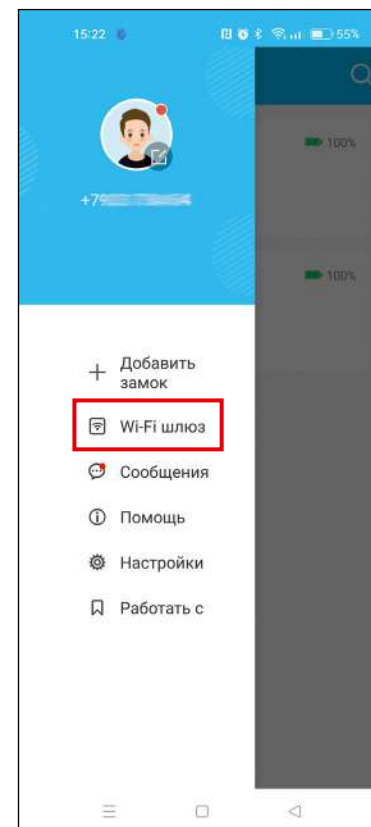 15:22 55%
100%
+79
100%
Добавить
замок
Wi-Fi шлюз
Сообщения
Помощь
Настройки
Работать с